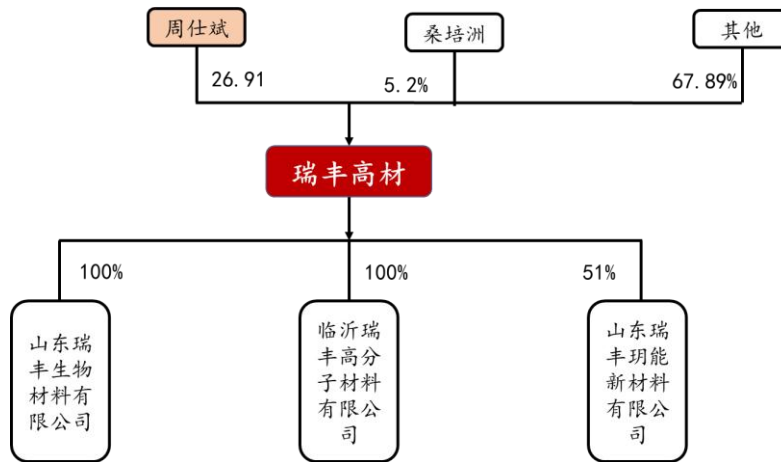 周仕斌
桑培洲
其他
26.91
5.2%
67.89%
瑞丰高材
100%
100%
51%
山东瑞
丰生物
材料有
限公司
临沂瑞
丰高分
子材料
有限公
司
山东瑞
丰玥能
新材料
有限公
司